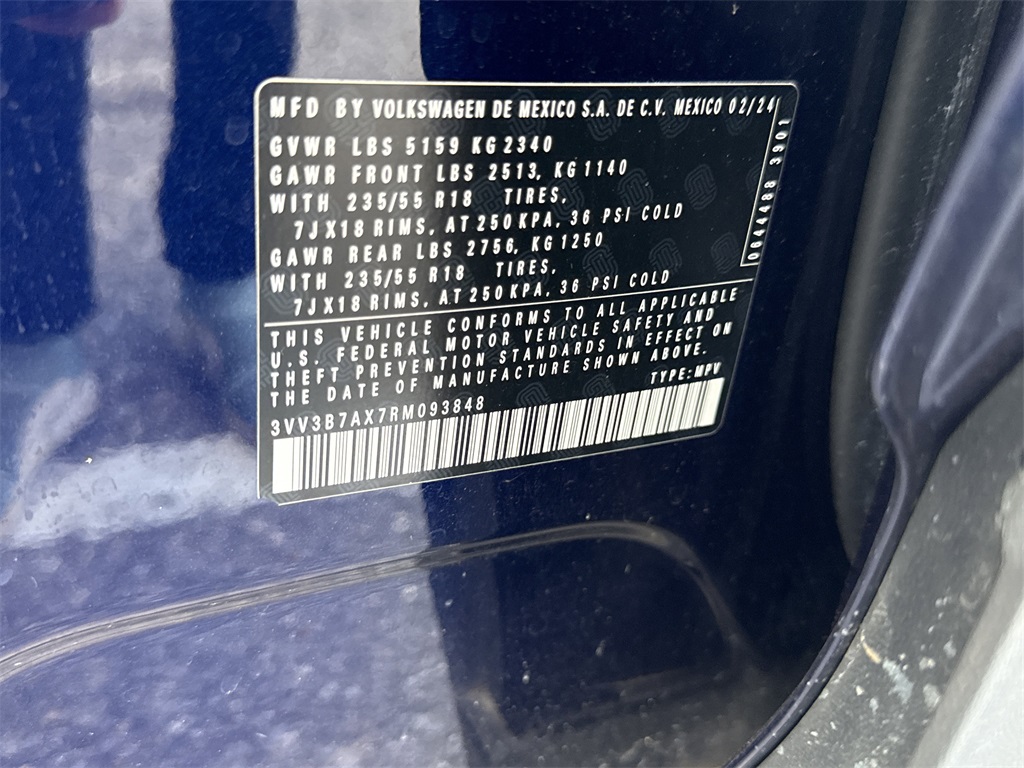 MFD BY VOLKSWAGEN DE MEXICO S.A. DE C.V. MEXICO 02/24
GVWR LBS 5159 KG 2340
GAWR FRONT LBS 2513, KG 1140
WITH 235/55 R18 TIRES,
7JX18 RIMS, AT 250 KPA, 36 PSI COLD
GAWR REAR LBS 2756, KG 1250
WITH 235/55 R18 TIRES,
7JX18 RIMS, AT 250 KPA, 36 PSI COLD
0644488 3901
THIS VEHICLE CONFORMS TO ALL APPLICABLE
U.S. FEDERAL MOTOR VEHICLE SAFETY AND
THEFT PREVENTION STANDARDS IN EFFECT ON
THE DATE OF MANUFACTURE SHOWN ABOVE.
TYPE: MPV
3VV3B7AX7RM093848